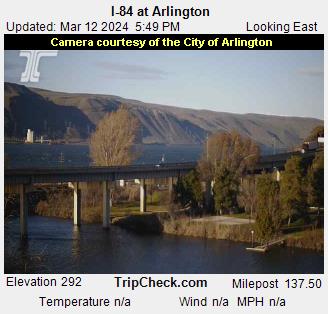 I-84 at Arlington
Updated: Mar 12 2024 5:49 PM Looking East
Camera courtesy of the City of Arlington
Elevation 292 TripCheck.com Milepost 137.50
Temperature n/a Wind n/a MPH n/a